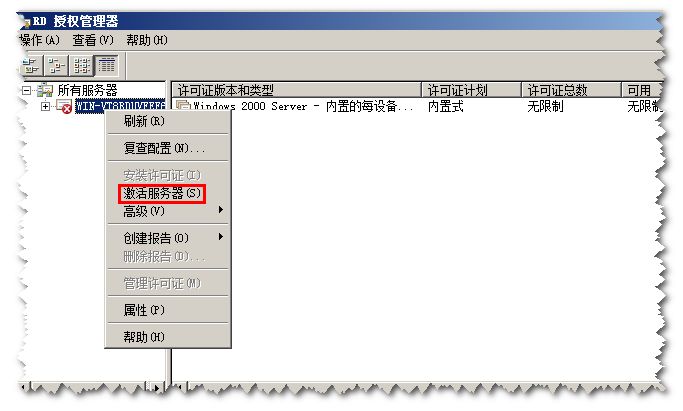 RD 授权管理器
操作(A) 查看(V) 帮助(H)
所有服务器
许可证版本和类型 许可证计划 许可证总数 可用
Windows 2000 Server - 内置的每设备... 内置式 无限制 无限制
刷新(R)
复查配置(N)...
安装许可证(I)
激活服务器(S)
高级(V)
创建报告(O)
删除报告(D)...
管理许可证(M)
属性(P)
帮助(H)